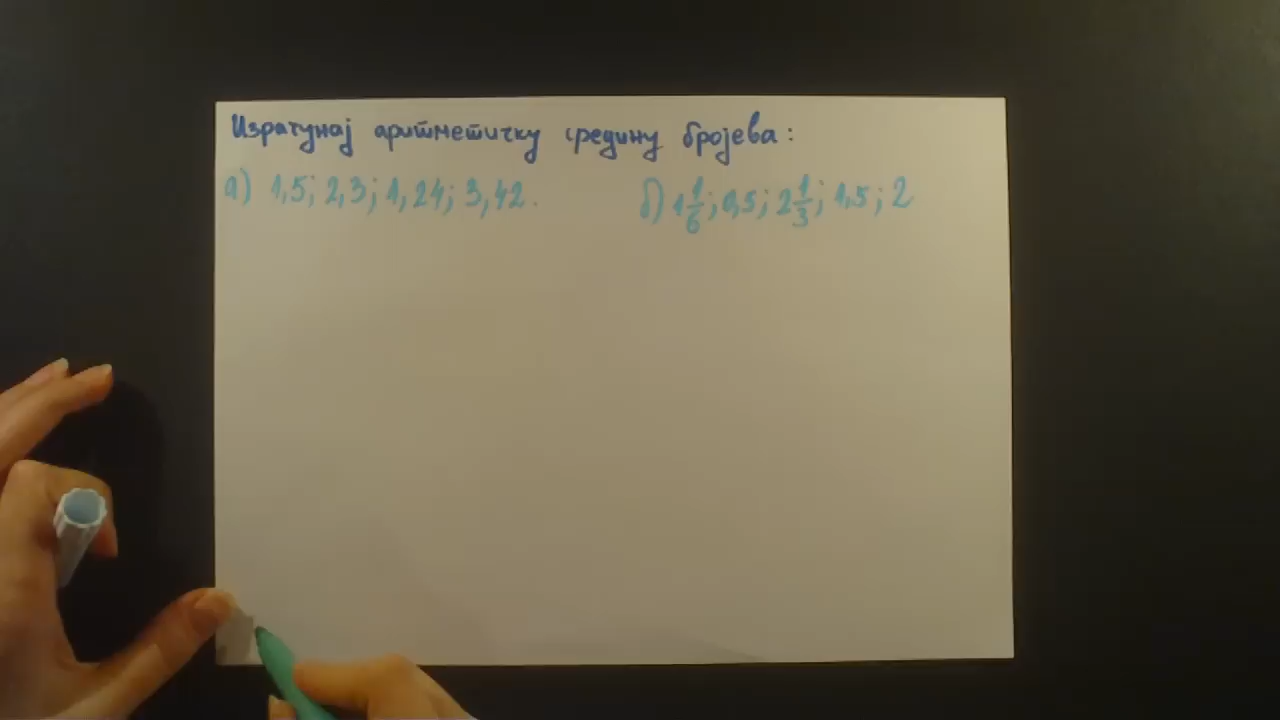 Израчунај аритметичку средину бројева:
а) 1,5; 2,3; 1,24; 3,42. б) 1 1/6; 0,5; 2 1/3; 1,5; 2